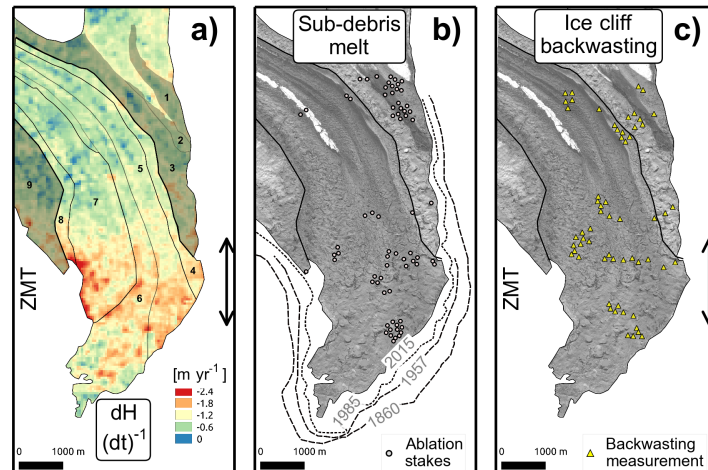 a)
1
2
3
5
9
7
8
4
6
ZMT
[m yr⁻¹]
-2.4
-1.8
-1.2
-0.6
0
dH
(dt)⁻¹
0 1000 m
Sub-debris
melt
b)
2015
1957
1985
1860
0 1000 m
Ablation
stakes
Ice cliff
backwasting
c)
ZMT
0 1000 m
Backwasting
measurement